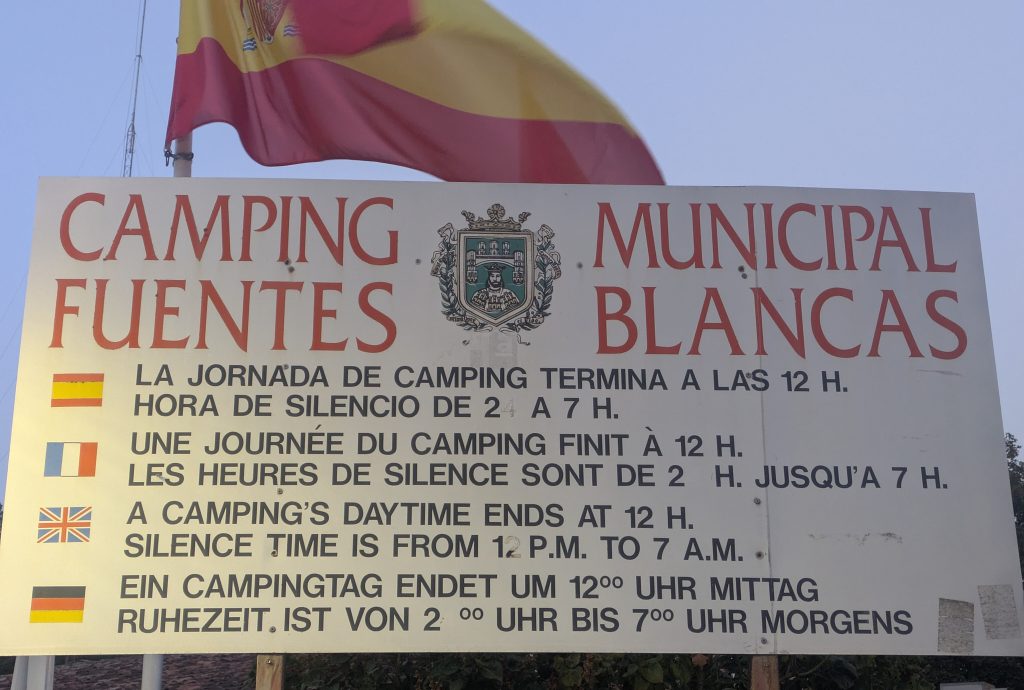 CAMPING MUNICIPAL
FUENTES BLANCAS
LA JORNADA DE CAMPING TERMINA A LAS 12 H.
HORA DE SILENCIO DE 24 A 7 H.
UNE JOURNÉE DU CAMPING FINIT À 12 H.
LES HEURES DE SILENCE SONT DE 2 H. JUSQU'A 7 H.
A CAMPING'S DAYTIME ENDS AT 12 H.
SILENCE TIME IS FROM 12 P.M. TO 7 A.M.
EIN CAMPINGTAG ENDET UM 12⁰⁰ UHR MITTAG
RUHEZEIT. IST VON 2 ⁰⁰ UHR BIS 7⁰⁰ UHR MORGENS